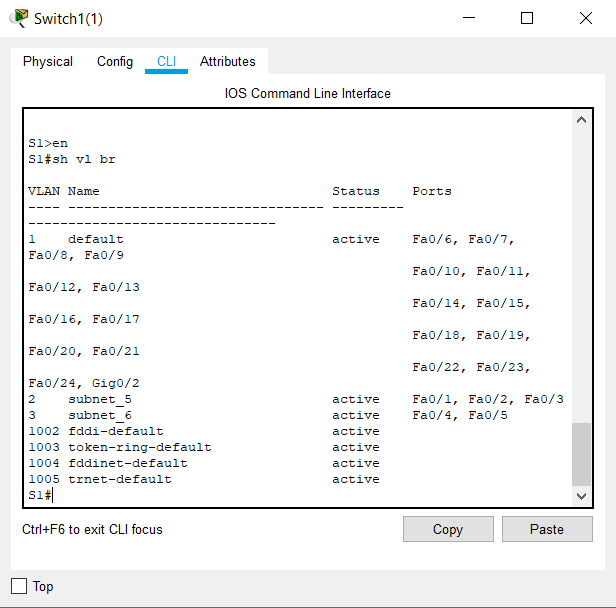 Switch1(1)
Physical Config CLI Attributes
IOS Command Line Interface
S1>en
S1#sh vl br
VLAN Name                             Status    Ports
---- -------------------------------- ---------
-------------------------------
1    default                          active    Fa0/6, Fa0/7,
Fa0/8, Fa0/9
                                                Fa0/10, Fa0/11,
Fa0/12, Fa0/13
                                                Fa0/14, Fa0/15,
Fa0/16, Fa0/17
                                                Fa0/18, Fa0/19,
Fa0/20, Fa0/21
                                                Fa0/22, Fa0/23,
Fa0/24, Gig0/2
2    subnet_5                         active    Fa0/1, Fa0/2, Fa0/3
3    subnet_6                         active    Fa0/4, Fa0/5
1002 fddi-default                     active
1003 token-ring-default               active
1004 fddinet-default                  active
1005 trnet-default                    active
S1#
Ctrl+F6 to exit CLI focus Copy Paste
Top